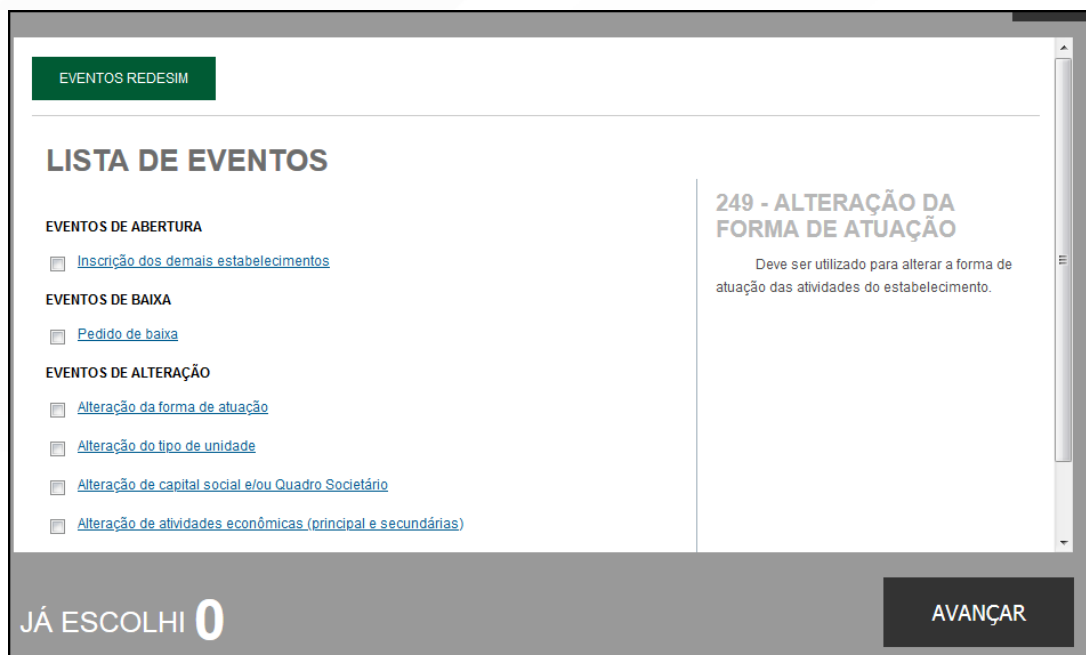 EVENTOS REDESIM
LISTA DE EVENTOS
EVENTOS DE ABERTURA
Inscrição dos demais estabelecimentos
EVENTOS DE BAIXA
Pedido de baixa
EVENTOS DE ALTERAÇÃO
Alteração da forma de atuação
Alteração do tipo de unidade
Alteração de capital social e/ou Quadro Societário
Alteração de atividades econômicas (principal e secundárias)
249 - ALTERAÇÃO DA
FORMA DE ATUAÇÃO
Deve ser utilizado para alterar a forma de
atuação das atividades do estabelecimento.
JÁ ESCOLHI 0
AVANÇAR